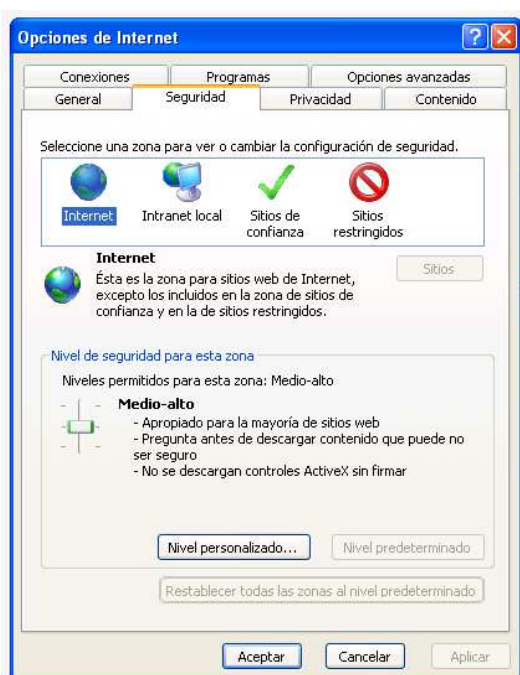 Opciones de Internet
Conexiones Programas Opciones avanzadas
General Seguridad Privacidad Contenido
Seleccione una zona para ver o cambiar la configuración de seguridad.
Internet Intranet local Sitios de confianza Sitios restringidos
Internet
Ésta es la zona para sitios web de Internet,
excepto los incluidos en la zona de sitios de
confianza y en la de sitios restringidos.
Sitios
Nivel de seguridad para esta zona
Niveles permitidos para esta zona: Medio-alto
Medio-alto
- Apropiado para la mayoría de sitios web
- Pregunta antes de descargar contenido que puede no
ser seguro
- No se descargan controles ActiveX sin firmar
Nivel personalizado... Nivel predeterminado
Restablecer todas las zonas al nivel predeterminado
Aceptar Cancelar Aplicar